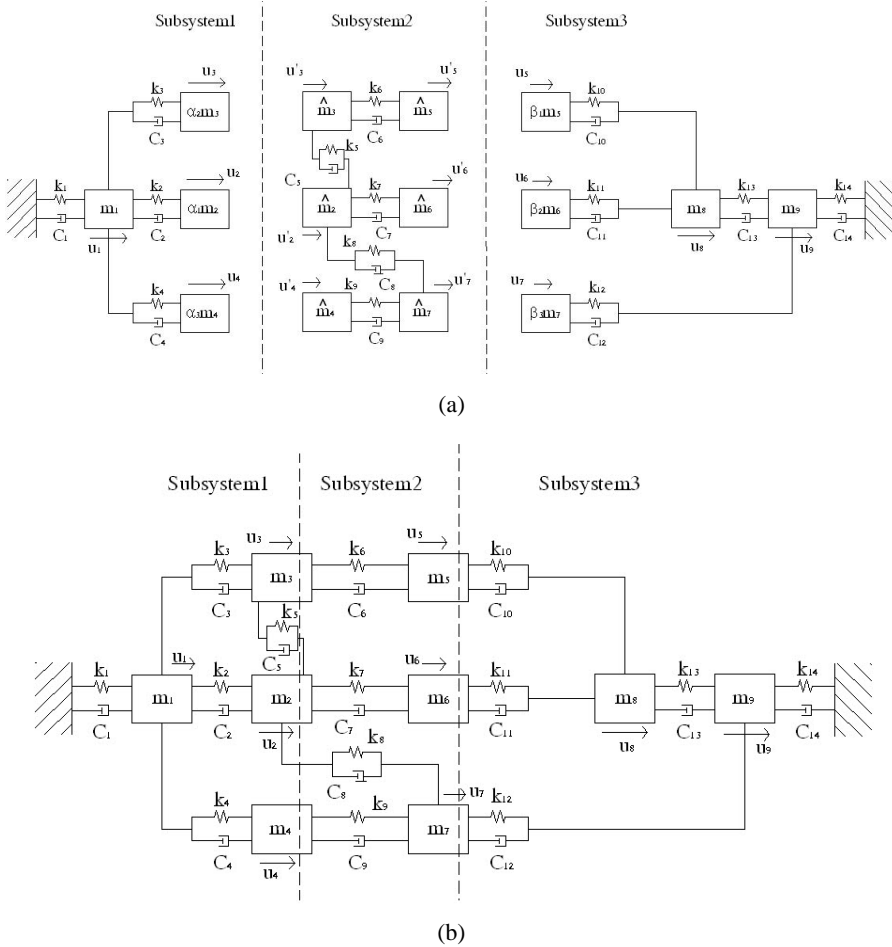 Subsystem1 Subsystem2 Subsystem3
u₃ u'₃ u'₅ u₅
k₃ k₆ k₁₀
α₂m₃ m̂₃ m̂₅ β₁m₅
C₃ C₆ C₁₀
k₅
C₅
u₂ u'₆ u₆
k₁ k₂ k₇ k₁₁ k₁₃ k₁₄
m₁ α₁m₂ m̂₂ m̂₆ β₂m₆ m₈ m₉
C₁ u₁ C₂ u'₂ C₇ C₁₁ u₈ C₁₃ u₉ C₁₄
k₈
C₈
u₄ u'₄ u'₇ u₇
k₄ k₉ k₁₂
α₃m₄ m̂₄ m̂₇ β₃m₇
C₄ C₉ C₁₂
(a)
Subsystem1 Subsystem2 Subsystem3
u₃ u₅
k₃ k₆ k₁₀
m₃ m₅
C₃ C₆ C₁₀
k₅
C₅
u₁ u₆
k₁ k₂ k₇ k₁₁ k₁₃ k₁₄
m₁ m₂ m₆ m₈ m₉
C₁ C₂ u₂ C₇ C₁₁ u₈ C₁₃ u₉ C₁₄
k₈
C₈
u₇
k₄ k₉ k₁₂
m₄ m₇
C₄ u₄ C₉ C₁₂
(b)